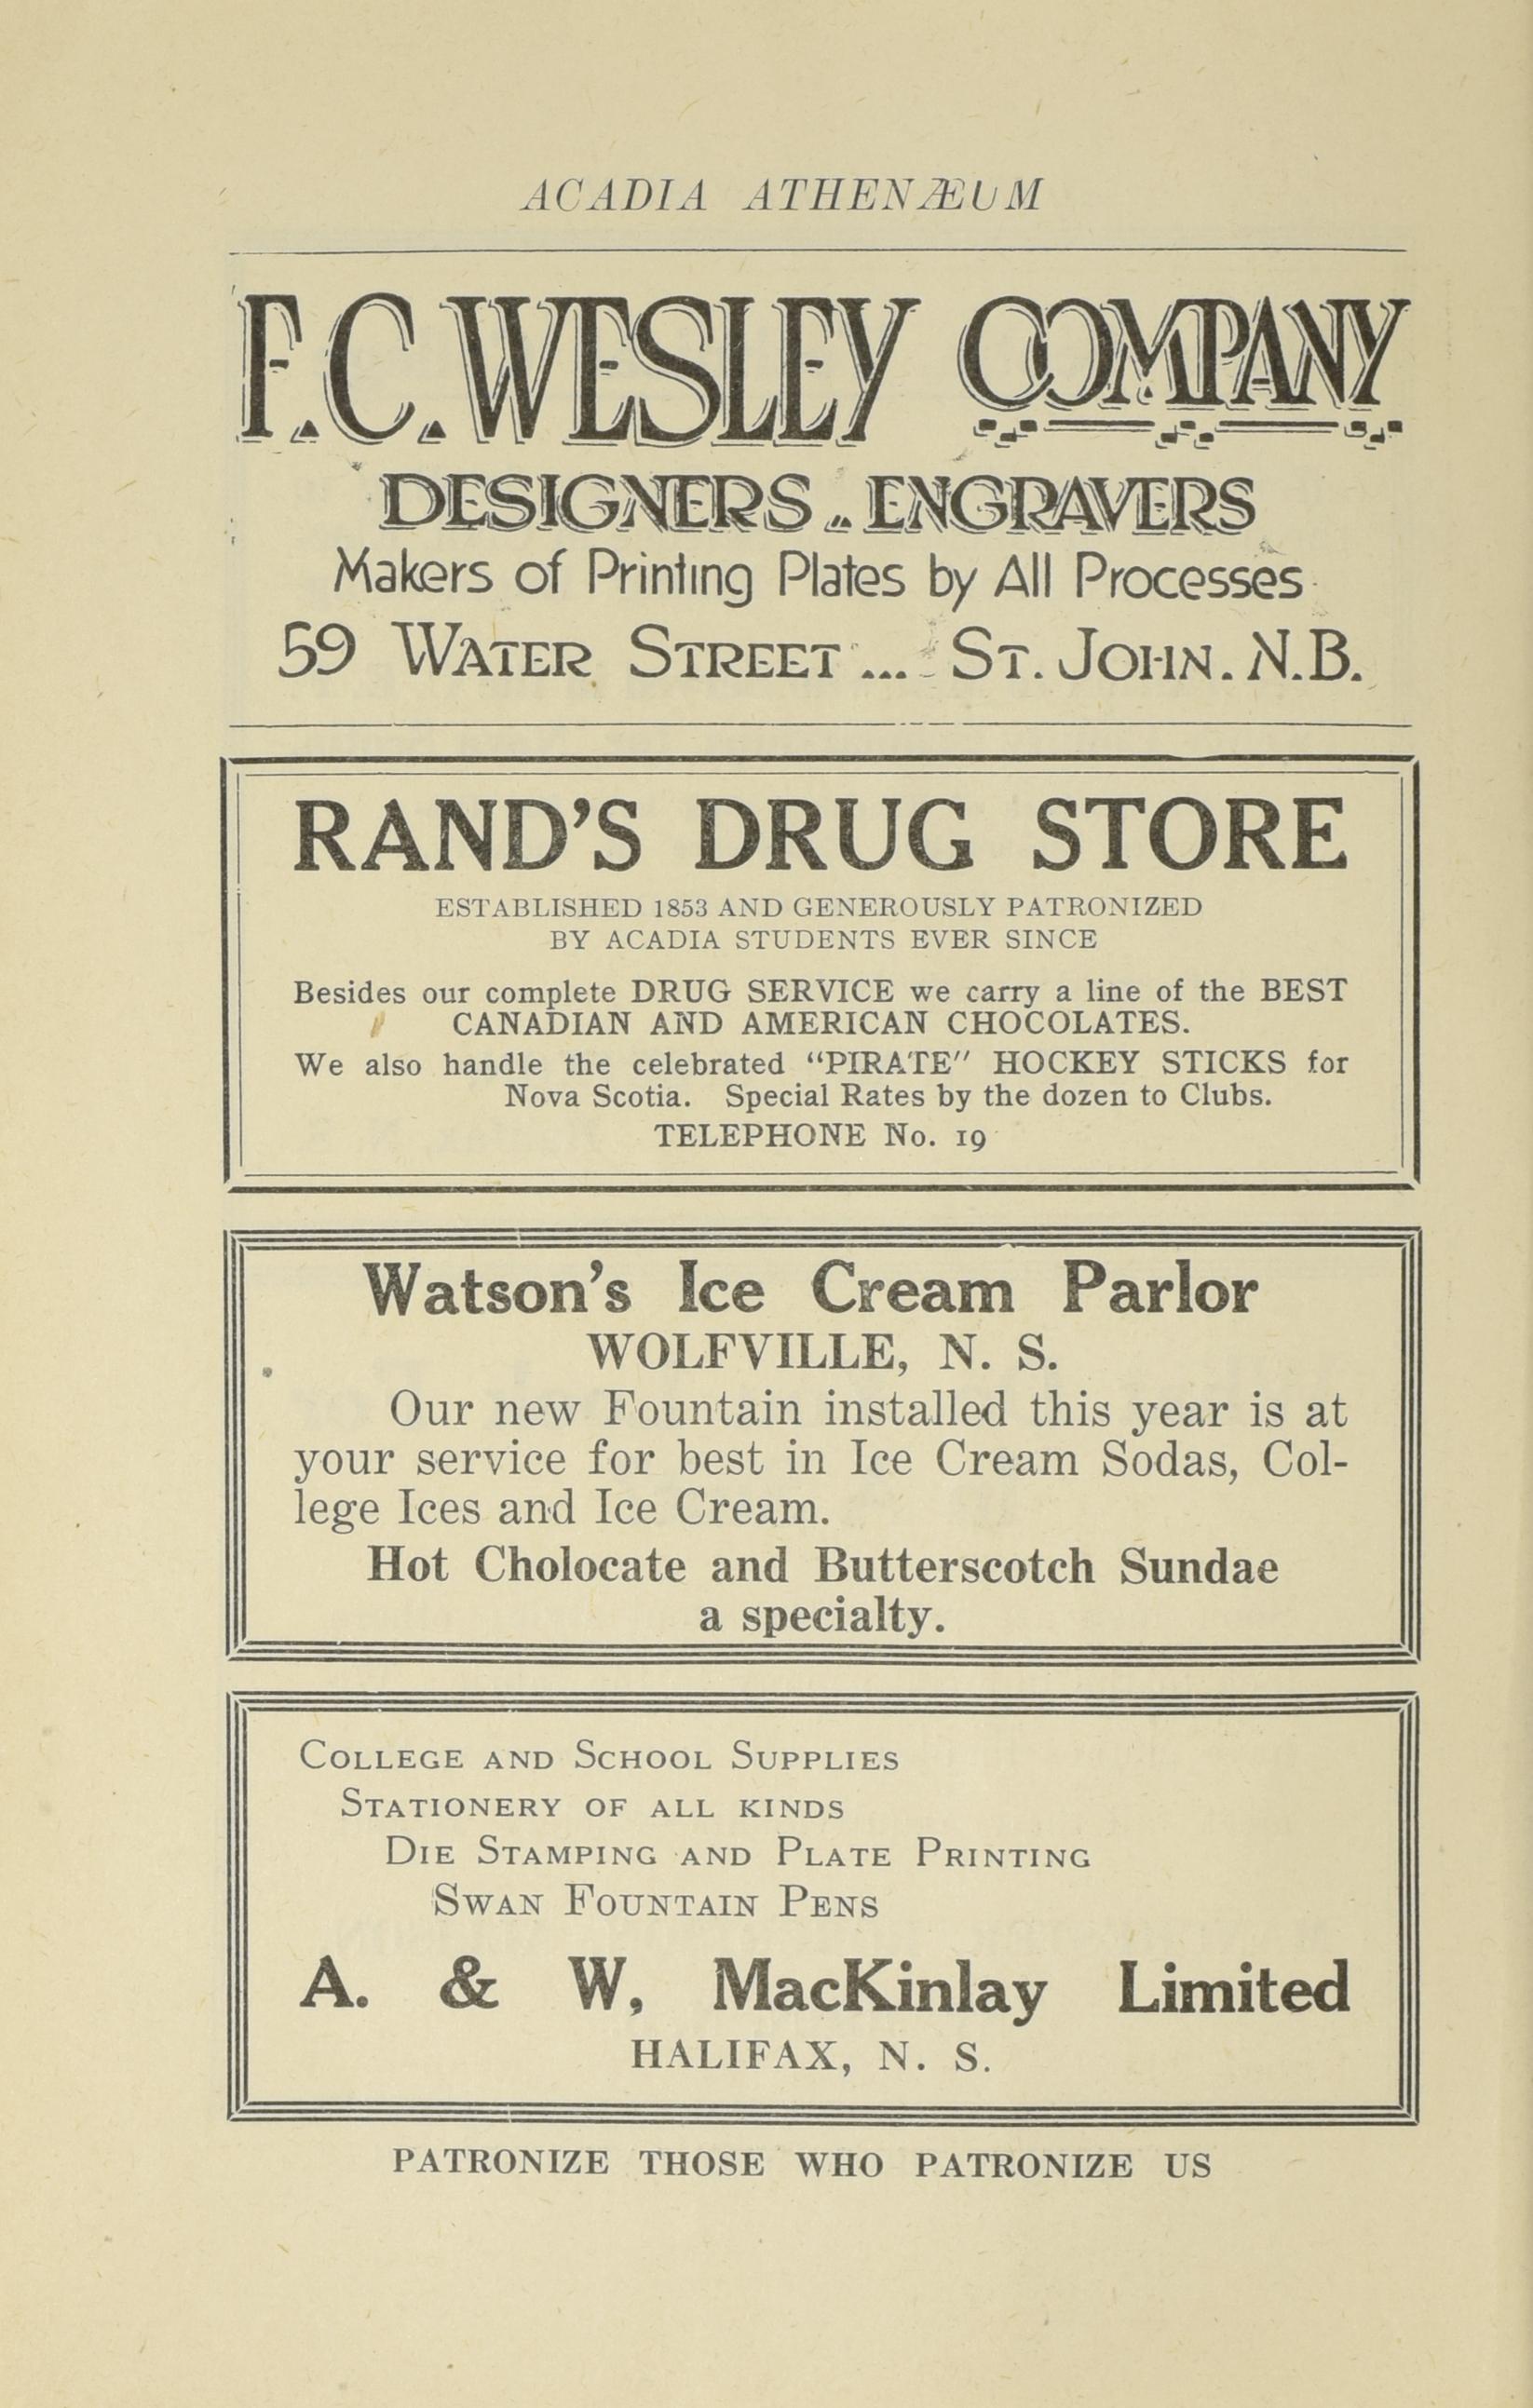 ACADIA ATHENÆUM
F.C. WESLEY COMPANY
DESIGNERS .. ENGRAVERS
Makers of Printing Plates by All Processes
59 WATER STREET ... ST. JOHN. N.B.
RAND'S DRUG STORE
ESTABLISHED 1853 AND GENEROUSLY PATRONIZED
BY ACADIA STUDENTS EVER SINCE
Besides our complete DRUG SERVICE we carry a line of the BEST
CANADIAN AND AMERICAN CHOCOLATES.
We also handle the celebrated "PIRATE" HOCKEY STICKS for
Nova Scotia. Special Rates by the dozen to Clubs.
TELEPHONE No. 19
Watson's Ice Cream Parlor
WOLFVILLE, N. S.
Our new Fountain installed this year is at
your service for best in Ice Cream Sodas, Col-
lege Ices and Ice Cream.
Hot Cholocate and Butterscotch Sundae
a specialty.
COLLEGE AND SCHOOL SUPPLIES
STATIONERY OF ALL KINDS
DIE STAMPING AND PLATE PRINTING
SWAN FOUNTAIN PENS
A. & W, MacKinlay Limited
HALIFAX, N. S.
PATRONIZE THOSE WHO PATRONIZE US